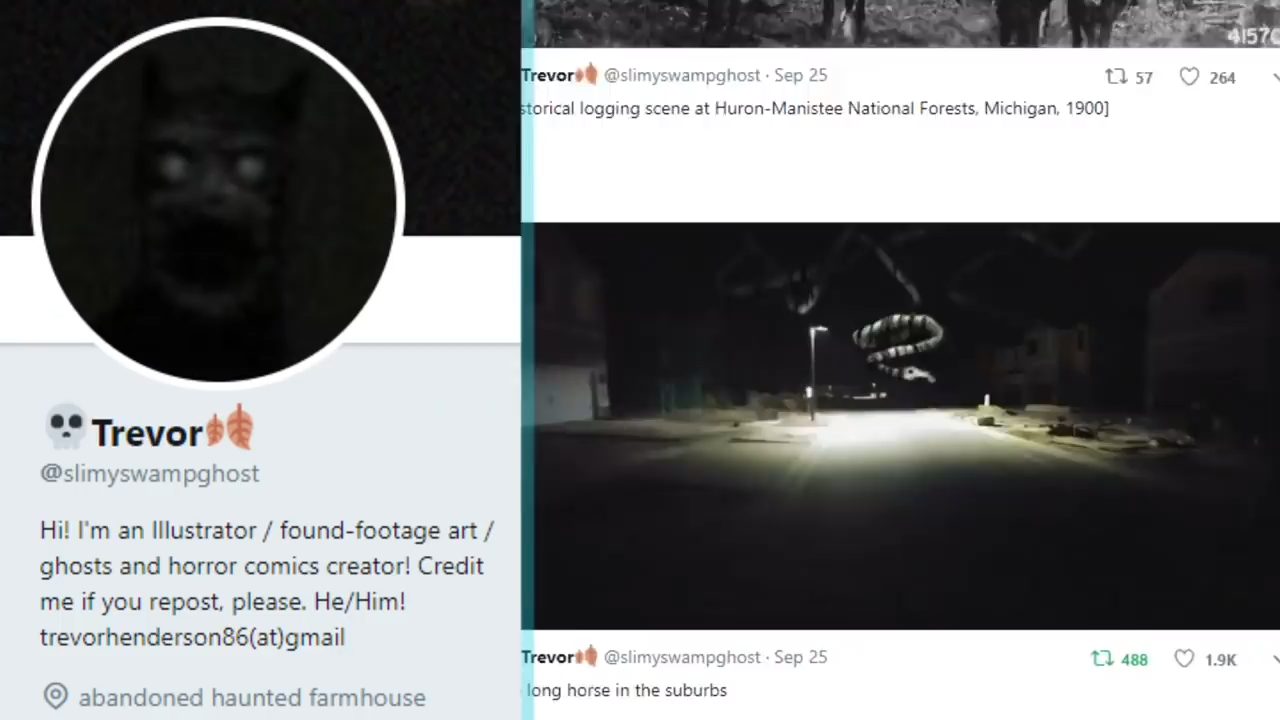 Trevor
@slimyswampghost
Hi! I'm an Illustrator / found-footage art /
ghosts and horror comics creator! Credit
me if you repost, please. He/Him!
trevorhenderson86(at)gmail
abandoned haunted farmhouse
4157
Trevor @slimyswampghost · Sep 25 57 264
storical logging scene at Huron-Manistee National Forests, Michigan, 1900]
Trevor @slimyswampghost · Sep 25 488 1.9K
long horse in the suburbs